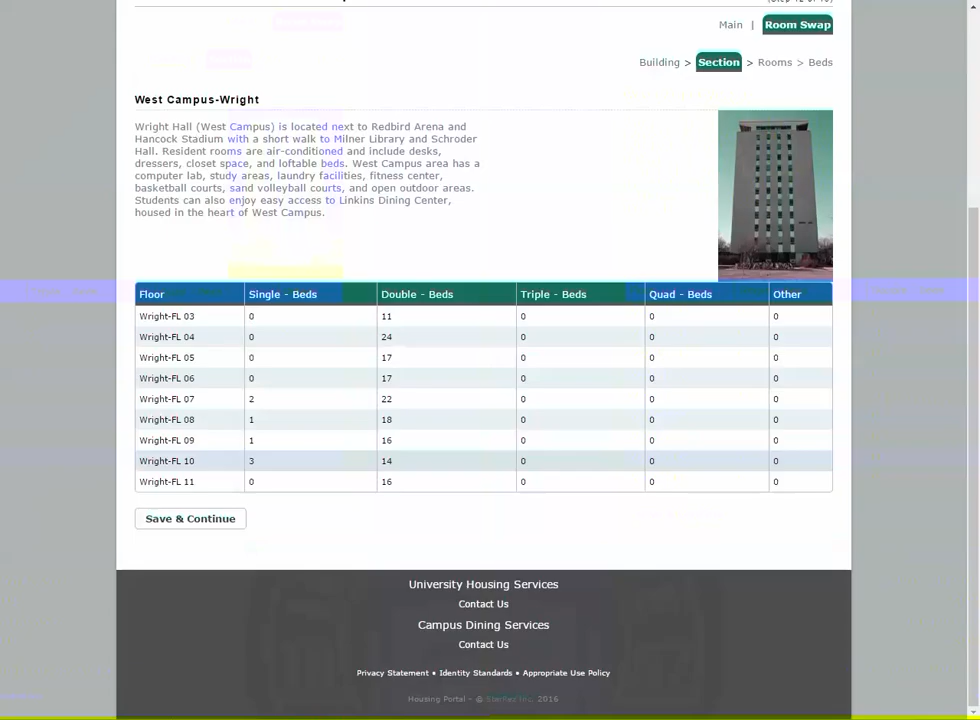 Main | Room Swap
Building > Section > Rooms > Beds
West Campus-Wright
Wright Hall (West Campus) is located next to Redbird Arena and
Hancock Stadium with a short walk to Milner Library and Schroder
Hall. Resident rooms are air-conditioned and include desks,
dressers, closet space, and loftable beds. West Campus area has a
computer lab, study areas, laundry facilities, fitness center,
basketball courts, sand volleyball courts, and open outdoor areas.
Students can also enjoy easy access to Linkins Dining Center,
housed in the heart of West Campus.
Floor Single - Beds Double - Beds Triple - Beds Quad - Beds Other
Wright-FL 03 0 11 0 0 0
Wright-FL 04 0 24 0 0 0
Wright-FL 05 0 17 0 0 0
Wright-FL 06 0 17 0 0 0
Wright-FL 07 2 22 0 0 0
Wright-FL 08 1 18 0 0 0
Wright-FL 09 1 16 0 0 0
Wright-FL 10 3 14 0 0 0
Wright-FL 11 0 16 0 0 0
Save & Continue
University Housing Services
Contact Us
Campus Dining Services
Contact Us
Privacy Statement • Identity Standards • Appropriate Use Policy
Housing Portal - © StarRez Inc. 2016